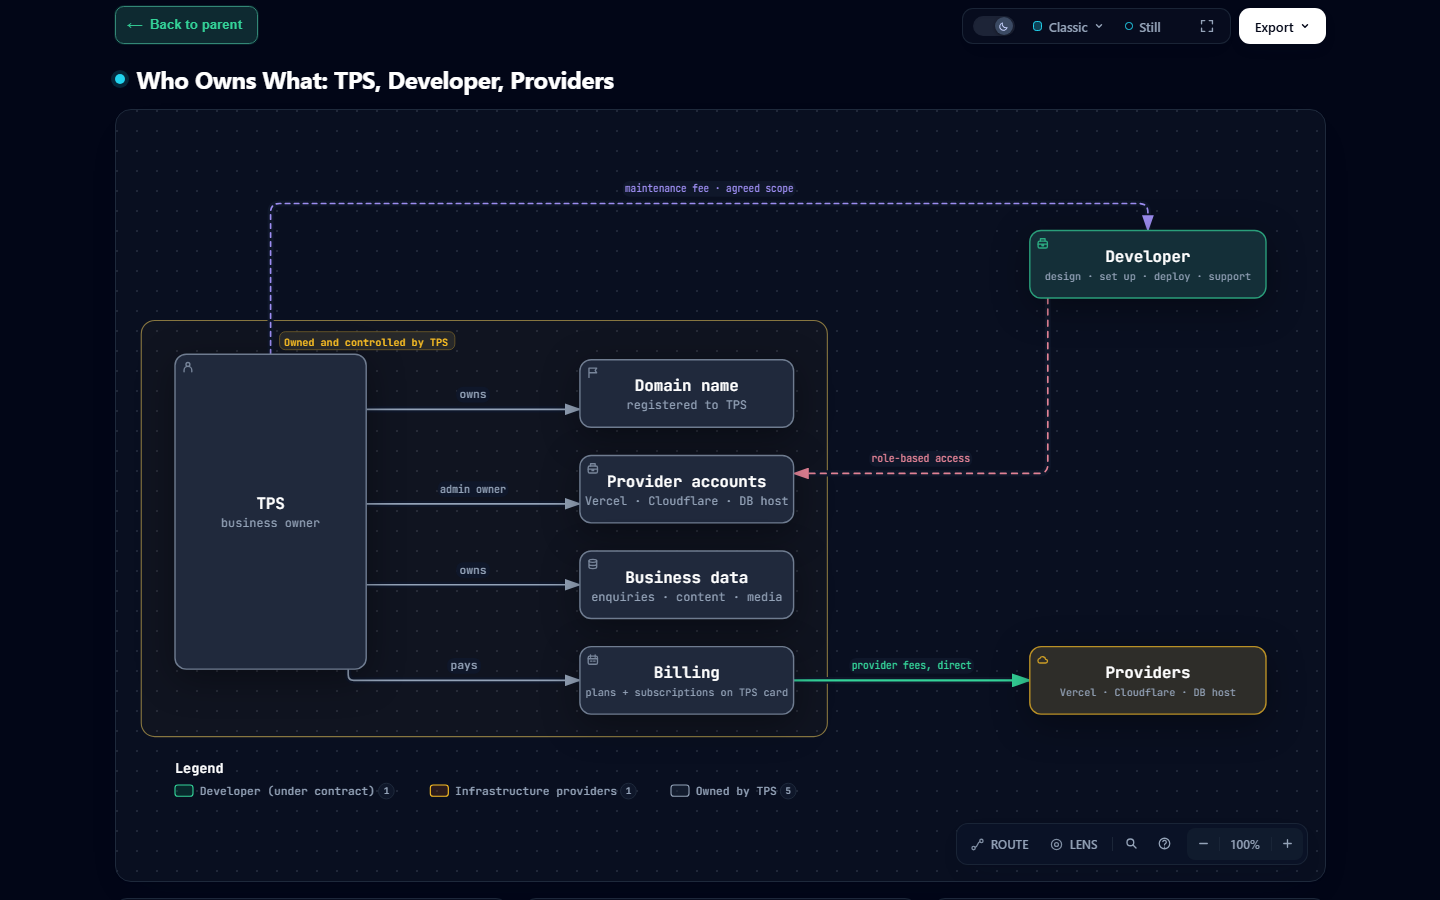 ← Back to parent
Classic
Still
Export
Who Owns What: TPS, Developer, Providers
maintenance fee · agreed scope
Developer
design · set up · deploy · support
Owned and controlled by TPS
TPS
business owner
owns
Domain name
registered to TPS
admin owner
Provider accounts
Vercel · Cloudflare · DB host
role-based access
owns
Business data
enquiries · content · media
pays
Billing
plans + subscriptions on TPS card
provider fees, direct
Providers
Vercel · Cloudflare · DB host
Legend
Developer (under contract) 1
Infrastructure providers 1
Owned by TPS 5
ROUTE
LENS
− 100% +